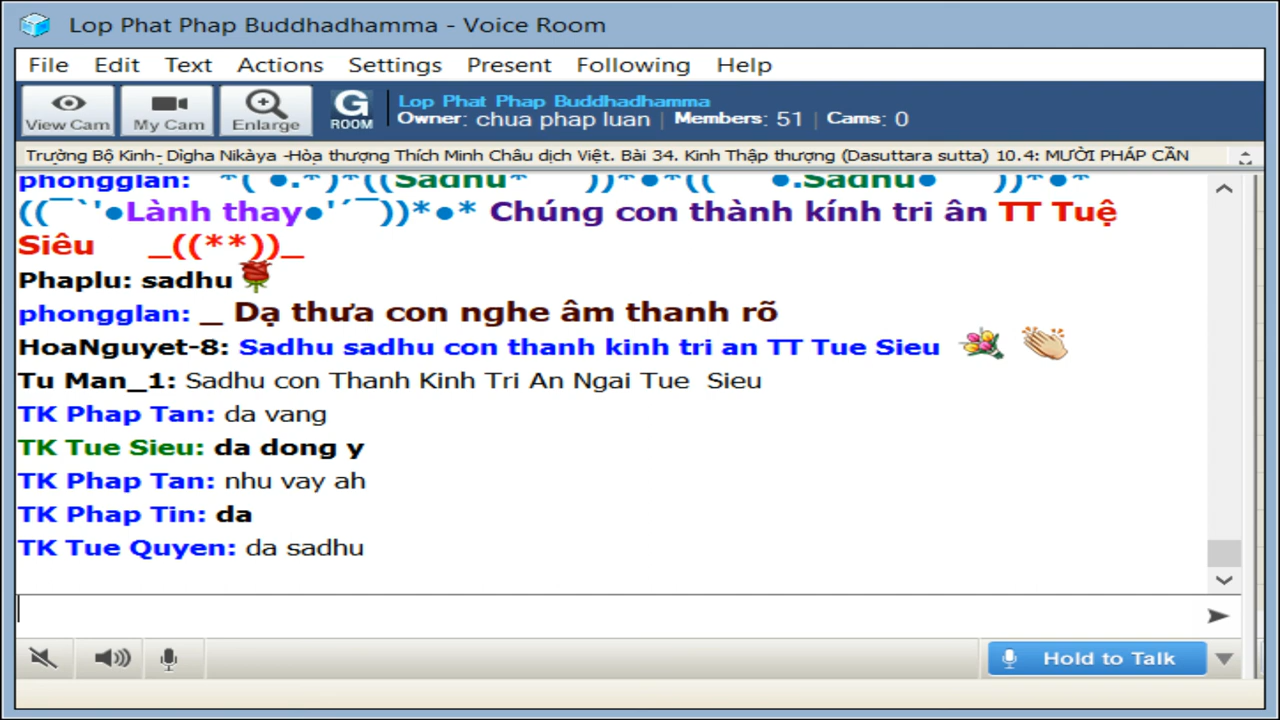 Lop Phat Phap Buddhadhamma - Voice Room
File Edit Text Actions Settings Present Following Help
View Cam My Cam Enlarge G ROOM
Lop Phat Phap Buddhadhamma
Owner: chua phap luan | Members: 51 | Cams: 0
Trường Bộ Kinh- Dìgha Nikàya -Hòa thượng Thích Minh Châu dịch Việt. Bài 34. Kinh Thập thượng (Dasuttara sutta) 10.4: MƯỜI PHÁP CẦN
phongglan: *(¨●.*)*((Sadhu* ))*●*(( ●.Sadhu● ))*●*
((¯`'●Lành thay●'´¯))*●* Chúng con thành kính tri ân TT Tuệ
Siêu _((**))_
Phaplu: sadhu
phongglan: _ Dạ thưa con nghe âm thanh rõ
HoaNguyet-8: Sadhu sadhu con thanh kinh tri an TT Tue Sieu
Tu Man_1: Sadhu con Thanh Kinh Tri An Ngai Tue Sieu
TK Phap Tan: da vang
TK Tue Sieu: da dong y
TK Phap Tan: nhu vay ah
TK Phap Tin: da
TK Tue Quyen: da sadhu
Hold to Talk